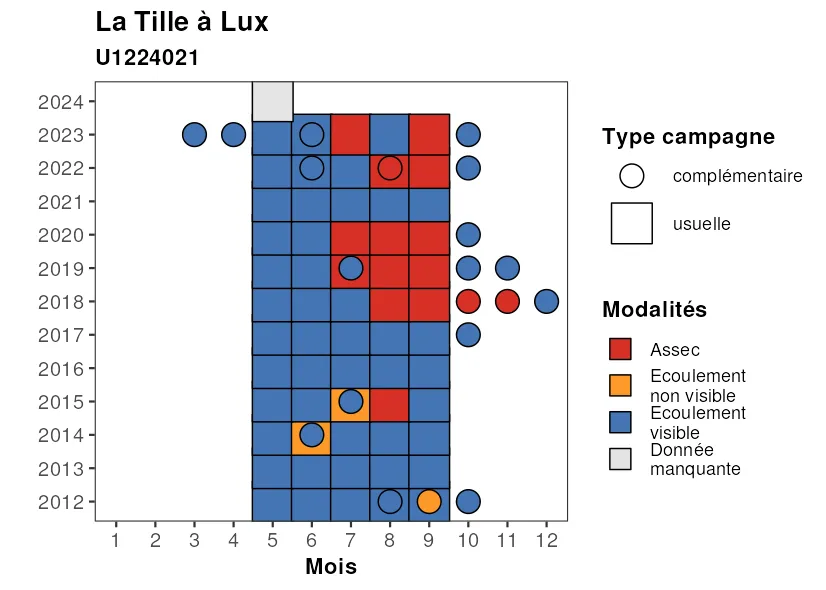 La Tille à Lux
U1224021
2024
2023
2022
2021
2020
2019
2018
2017
2016
2015
2014
2013
2012
1 2 3 4 5 6 7 8 9 10 11 12
Mois
Type campagne
complémentaire
usuelle
Modalités
Assec
Ecoulement
non visible
Ecoulement
visible
Donnée
manquante